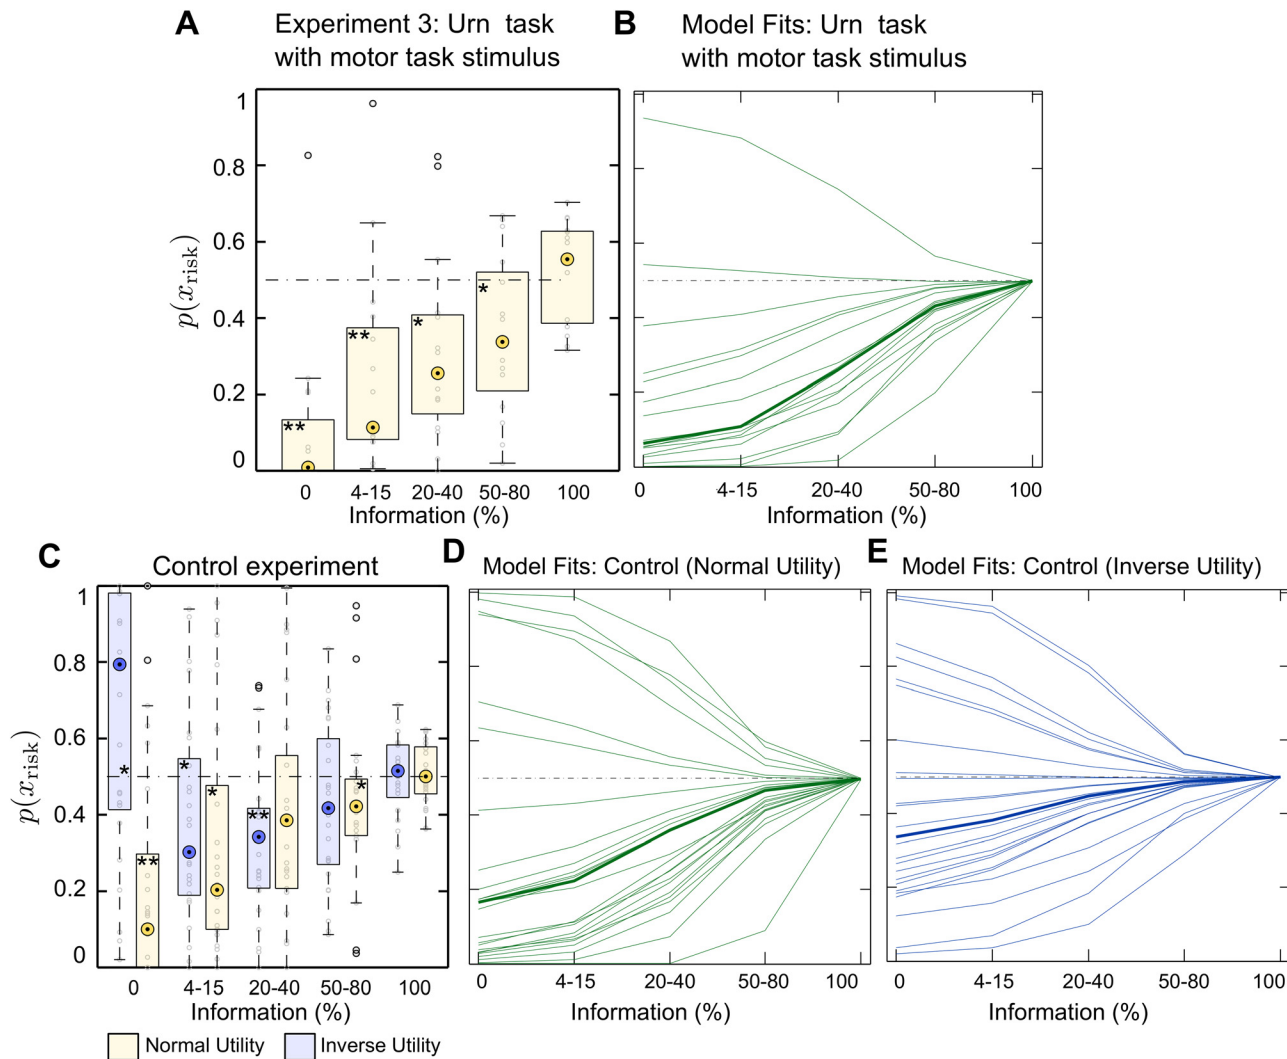 A
Experiment 3: Urn task
with motor task stimulus
B
Model Fits: Urn task
with motor task stimulus
p(x_risk)
1
0.8
0.6
0.4
0.2
0
**
**
*
*
0
4-15
20-40
50-80
100
Information (%)
0
4-15
20-40
50-80
100
Information (%)
C
Control experiment
D
Model Fits: Control (Normal Utility)
E
Model Fits: Control (Inverse Utility)
p(x_risk)
1
0.8
0.6
0.4
0.2
0
*
**
*
*
**
*
0
4-15
20-40
50-80
100
Information (%)
0
4-15
20-40
50-80
100
Information (%)
0
4-15
20-40
50-80
100
Information (%)
Normal Utility
Inverse Utility